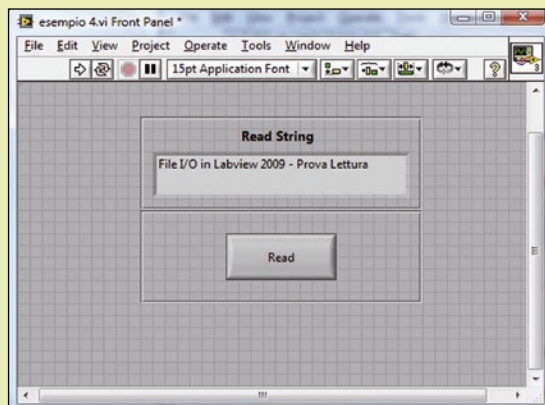 esempio 4.vi Front Panel *
File Edit View Project Operate Tools Window Help
15pt Application Font
3
Read String
File I/O in Labview 2009 - Prova Lettura
Read